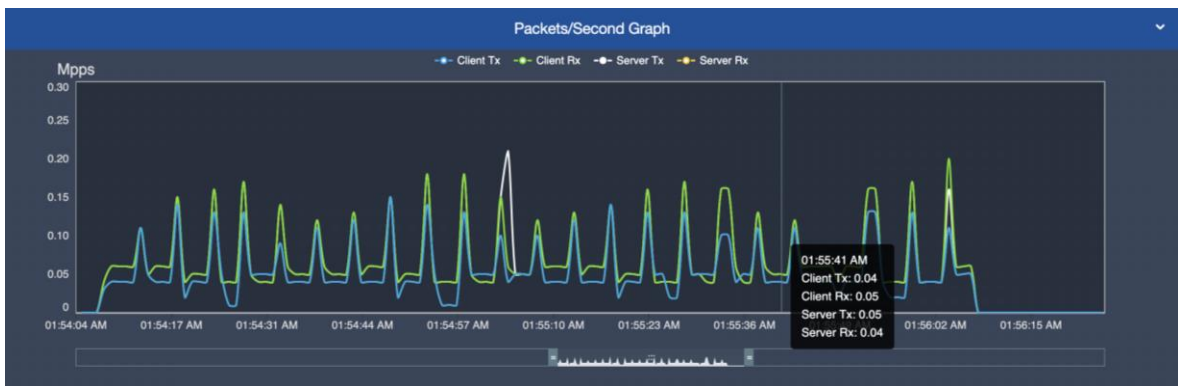 Packets/Second Graph
Client Tx Client Rx Server Tx Server Rx
Mpps
0.30
0.25
0.20
0.15
0.10
0.05
0
01:55:41 AM
Client Tx: 0.04
Client Rx: 0.05
Server Tx: 0.05
Server Rx: 0.04
01:54:04 AM 01:54:17 AM 01:54:31 AM 01:54:44 AM 01:54:57 AM 01:55:10 AM 01:55:23 AM 01:55:36 AM 01:56:02 AM 01:56:15 AM